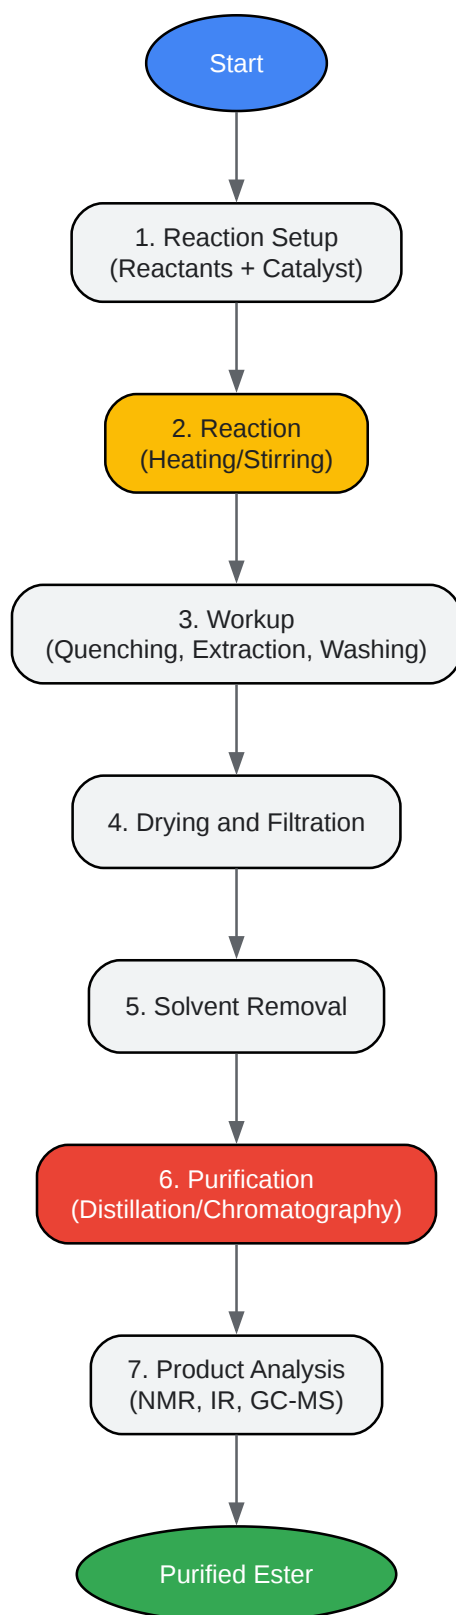 Start
1. Reaction Setup
(Reactants + Catalyst)
2. Reaction
(Heating/Stirring)
3. Workup
(Quenching, Extraction, Washing)
4. Drying and Filtration
5. Solvent Removal
6. Purification
(Distillation/Chromatography)
7. Product Analysis
(NMR, IR, GC-MS)
Purified Ester